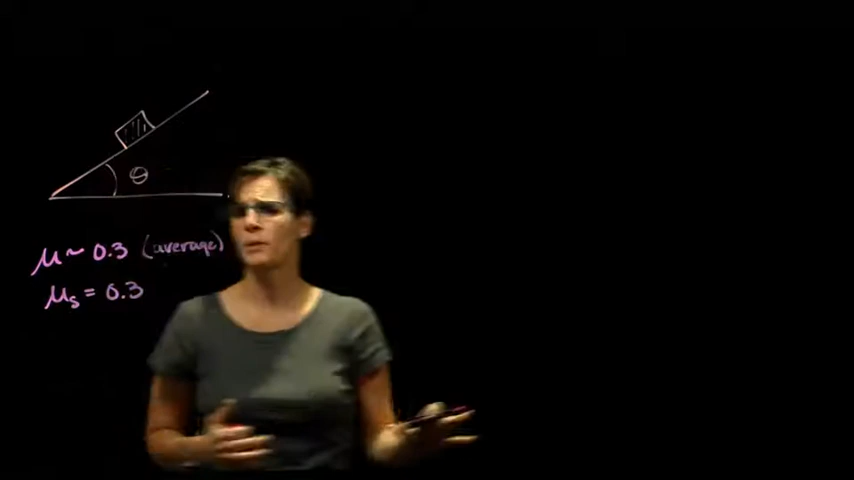 θ
μ ~ 0.3 (average)
μs = 0.3